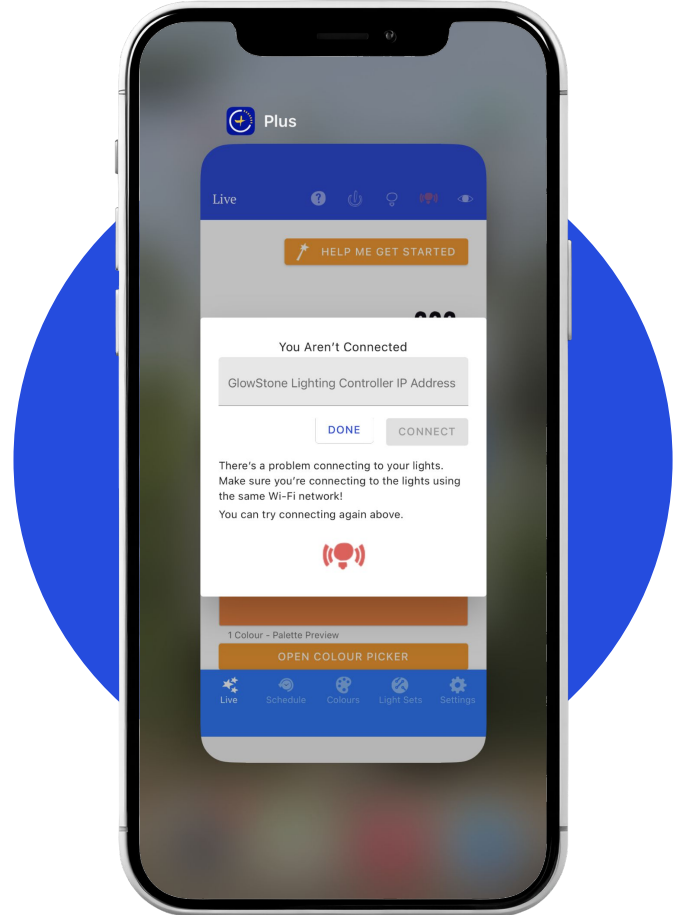 Plus
Live
?
HELP ME GET STARTED
You Aren't Connected
GlowStone Lighting Controller IP Address
DONE
CONNECT
There's a problem connecting to your lights.
Make sure you're connecting to the lights using
the same Wi-Fi network!
You can try connecting again above.
1 Colour - Palette Preview
OPEN COLOUR PICKER
Live
Schedule
Colours
Light Sets
Settings